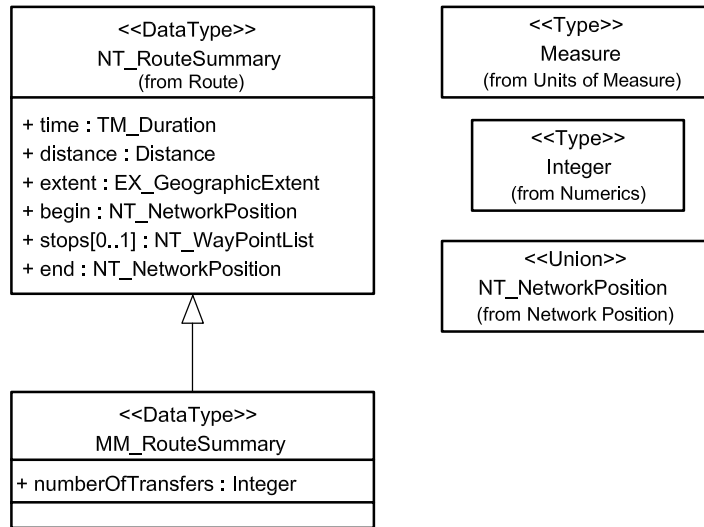 <<DataType>>
NT_RouteSummary
(from Route)
+ time : TM_Duration
+ distance : Distance
+ extent : EX_GeographicExtent
+ begin : NT_NetworkPosition
+ stops[0..1] : NT_WayPointList
+ end : NT_NetworkPosition
<<DataType>>
MM_RouteSummary
+ numberOfTransfers : Integer
<<Type>>
Measure
(from Units of Measure)
<<Type>>
Integer
(from Numerics)
<<Union>>
NT_NetworkPosition
(from Network Position)